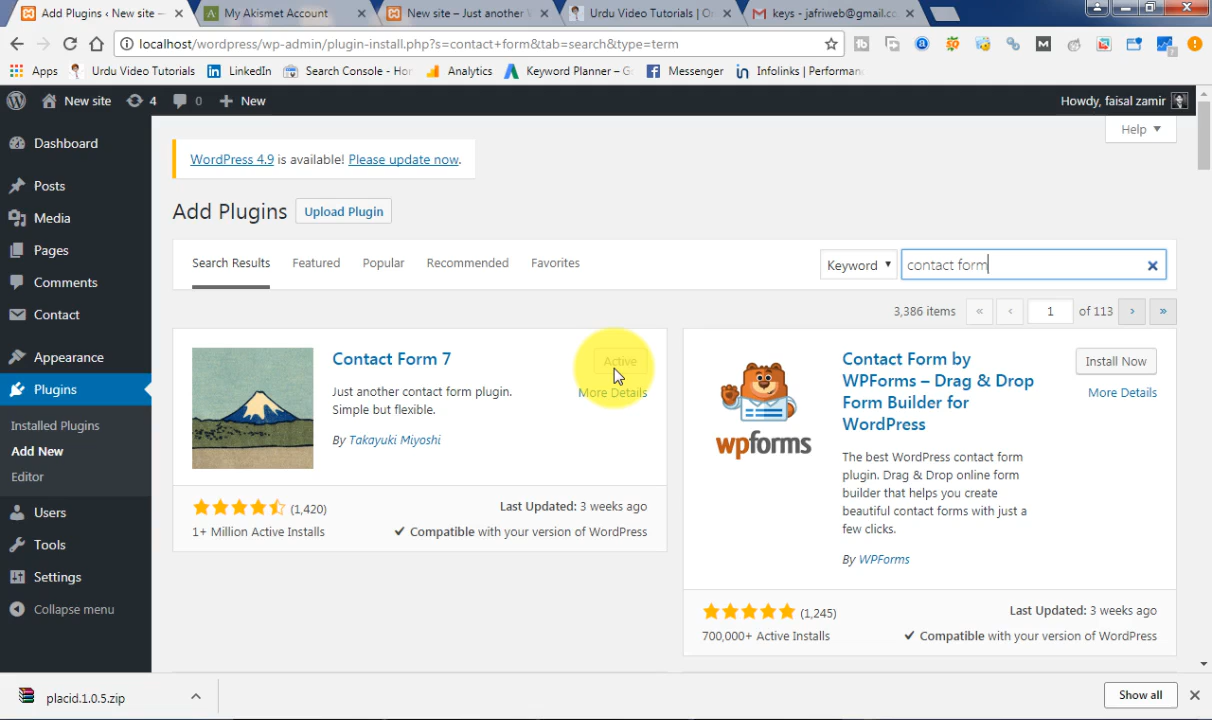 Add Plugins ‹ New site —
My Akismet Account
New site – Just another W
Urdu Video Tutorials | O
keys - jafriweb@gmail.c
localhost/wordpress/wp-admin/plugin-install.php?s=contact+form&tab=search&type=term
Apps
Urdu Video Tutorials
LinkedIn
Search Console - Ho
Analytics
Keyword Planner – G
Messenger
Infolinks | Performan
New site
4
0
New
Howdy, faisal zamir
Dashboard
Posts
Media
Pages
Comments
Contact
Appearance
Plugins
Installed Plugins
Add New
Editor
Users
Tools
Settings
Collapse menu
Help
WordPress 4.9 is available! Please update now.
Add Plugins
Upload Plugin
Search Results
Featured
Popular
Recommended
Favorites
Keyword
contact form
3,386 items
«
‹
1
of 113
›
»
Contact Form 7
Active
More Details
Just another contact form plugin.
Simple but flexible.
By Takayuki Miyoshi
(1,420)
1+ Million Active Installs
Last Updated: 3 weeks ago
Compatible with your version of WordPress
wpforms
Contact Form by
WPForms – Drag & Drop
Form Builder for
WordPress
Install Now
More Details
The best WordPress contact form
plugin. Drag & Drop online form
builder that helps you create
beautiful contact forms with just a
few clicks.
By WPForms
(1,245)
700,000+ Active Installs
Last Updated: 3 weeks ago
Compatible with your version of WordPress
placid.1.0.5.zip
Show all